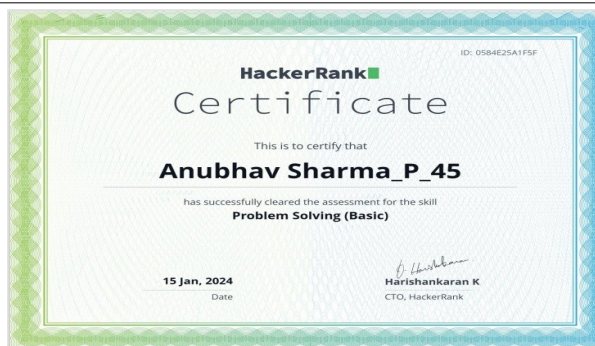 ID: 0584E25A1F5F
HackerRank
Certificate
This is to certify that
Anubhav Sharma_P_45
has successfully cleared the assessment for the skill
Problem Solving (Basic)
15 Jan, 2024
Date
Harishankaran K
CTO, HackerRank